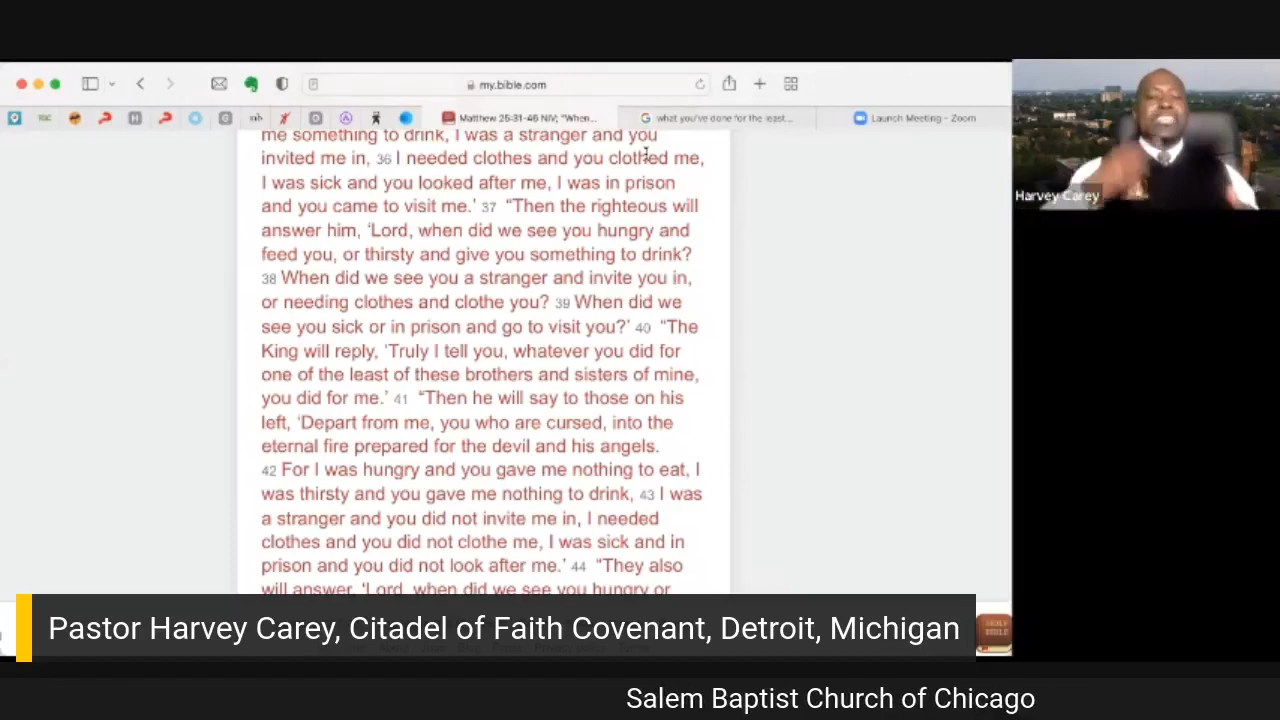 my.bible.com
Matthew 25:31-46 NIV; "When...
what you've done for the least...
Launch Meeting - Zoom
me something to drink, I was a stranger and you
invited me in, 36 I needed clothes and you clothed me,
I was sick and you looked after me, I was in prison
and you came to visit me.’ 37 “Then the righteous will
answer him, ‘Lord, when did we see you hungry and
feed you, or thirsty and give you something to drink?
38 When did we see you a stranger and invite you in,
or needing clothes and clothe you? 39 When did we
see you sick or in prison and go to visit you?’ 40 “The
King will reply, ‘Truly I tell you, whatever you did for
one of the least of these brothers and sisters of mine,
you did for me.’ 41 “Then he will say to those on his
left, ‘Depart from me, you who are cursed, into the
eternal fire prepared for the devil and his angels.
42 For I was hungry and you gave me nothing to eat, I
was thirsty and you gave me nothing to drink, 43 I was
a stranger and you did not invite me in, I needed
clothes and you did not clothe me, I was sick and in
prison and you did not look after me.’ 44 “They also
will answer, ‘Lord, when did we see you hungry or
Harvey Carey
HOLY
BIBLE
Pastor Harvey Carey, Citadel of Faith Covenant, Detroit, Michigan
Salem Baptist Church of Chicago